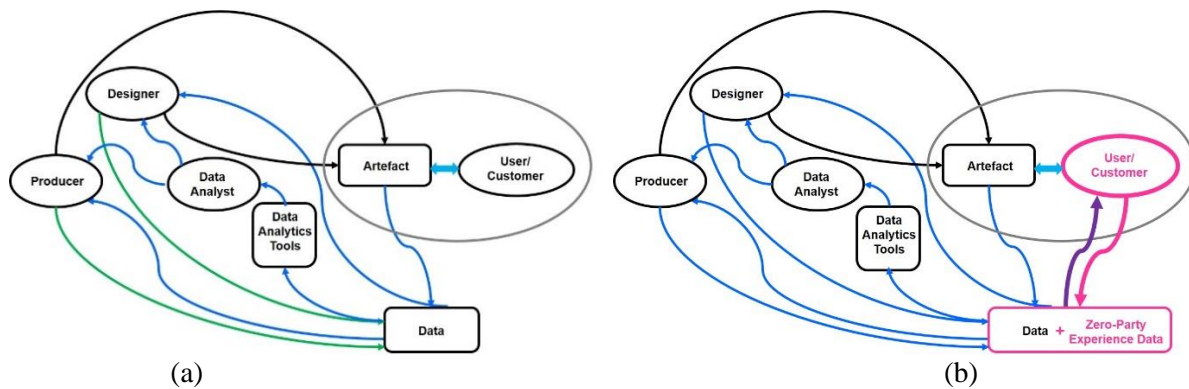 Designer
Producer
Data
Analyst
Data
Analytics
Tools
Artefact
User/
Customer
Data
(a)
Designer
Producer
Data
Analyst
Data
Analytics
Tools
Artefact
User/
Customer
Data + Zero-Party
Experience Data
(b)